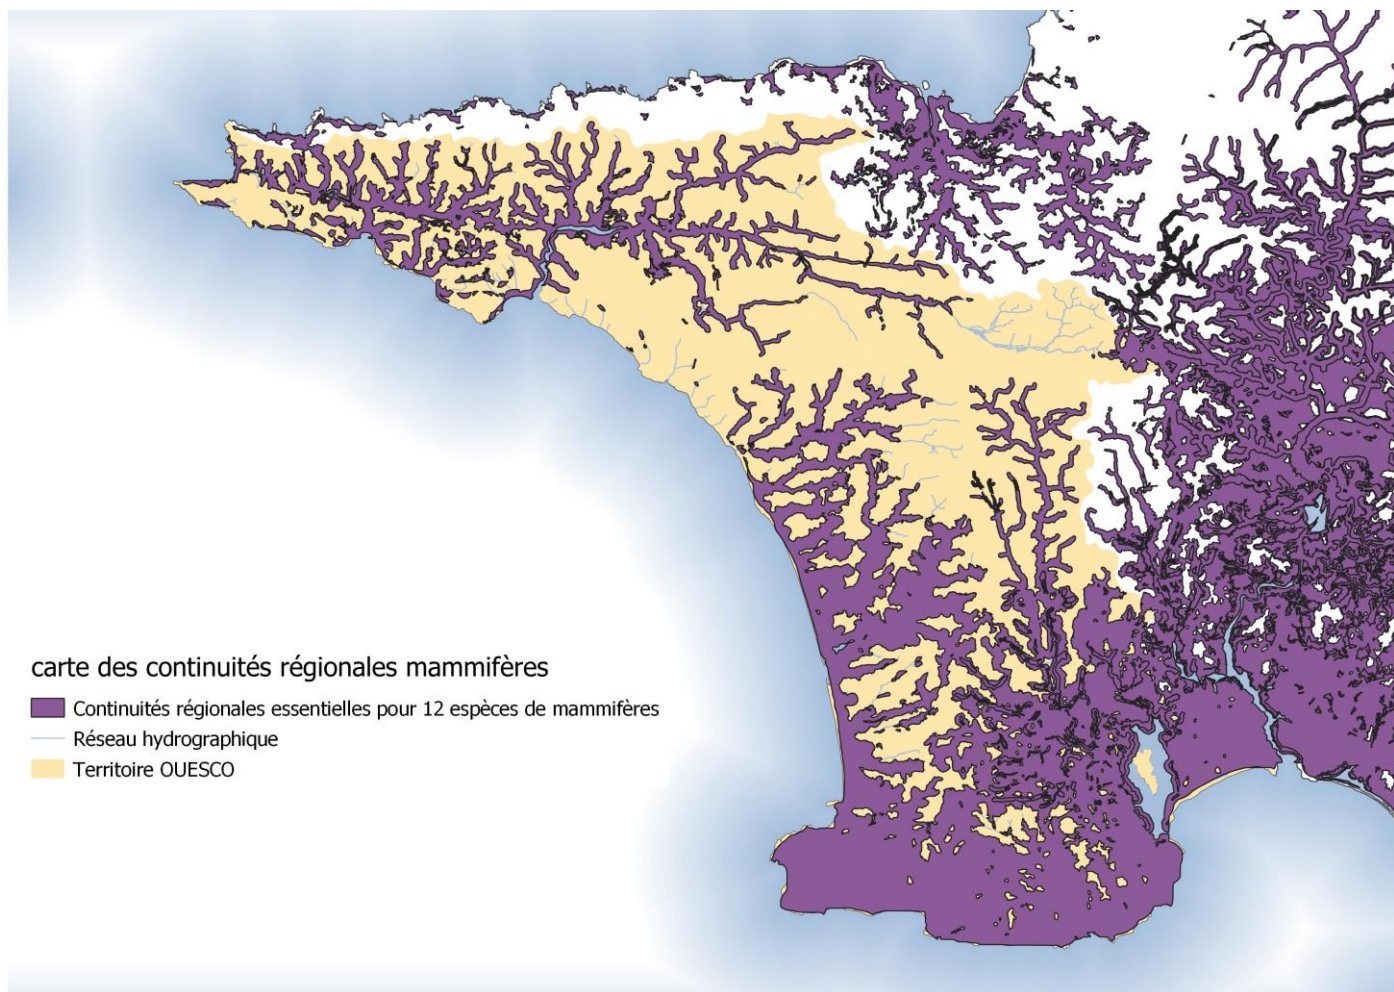 carte des continuités régionales mammifères
Continuités régionales essentielles pour 12 espèces de mammifères
Réseau hydrographique
Territoire OUESCO